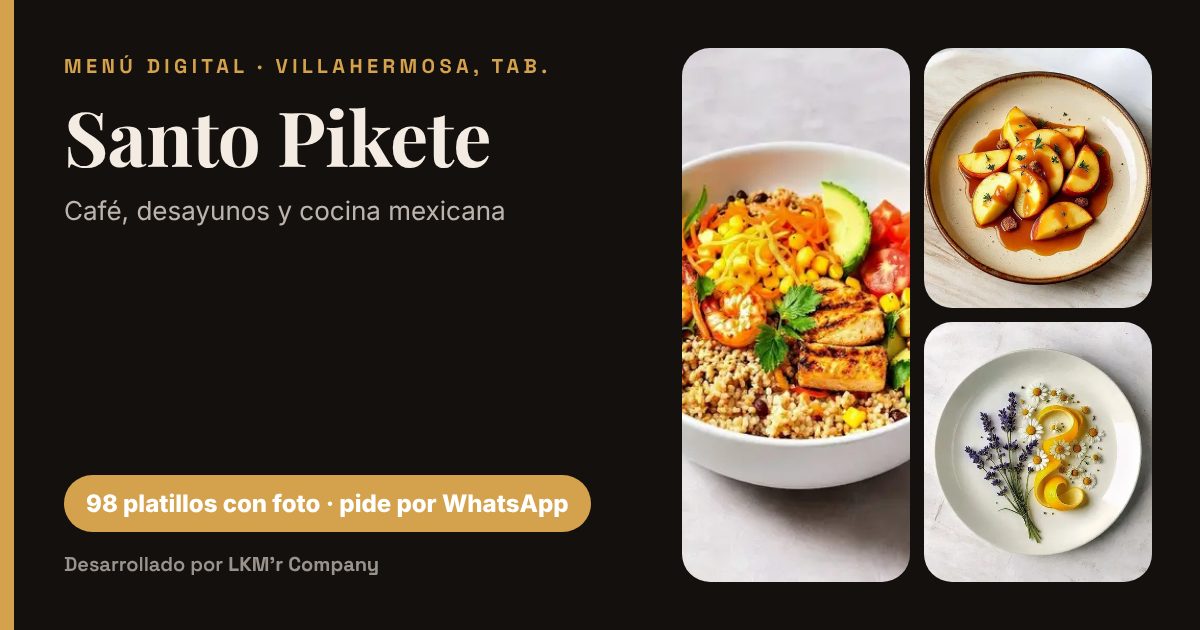 MENÚ DIGITAL · VILLAHERMOSA, TAB.
Santo Pikete
Café, desayunos y cocina mexicana
98 platillos con foto · pide por WhatsApp
Desarrollado por LKM’r Company